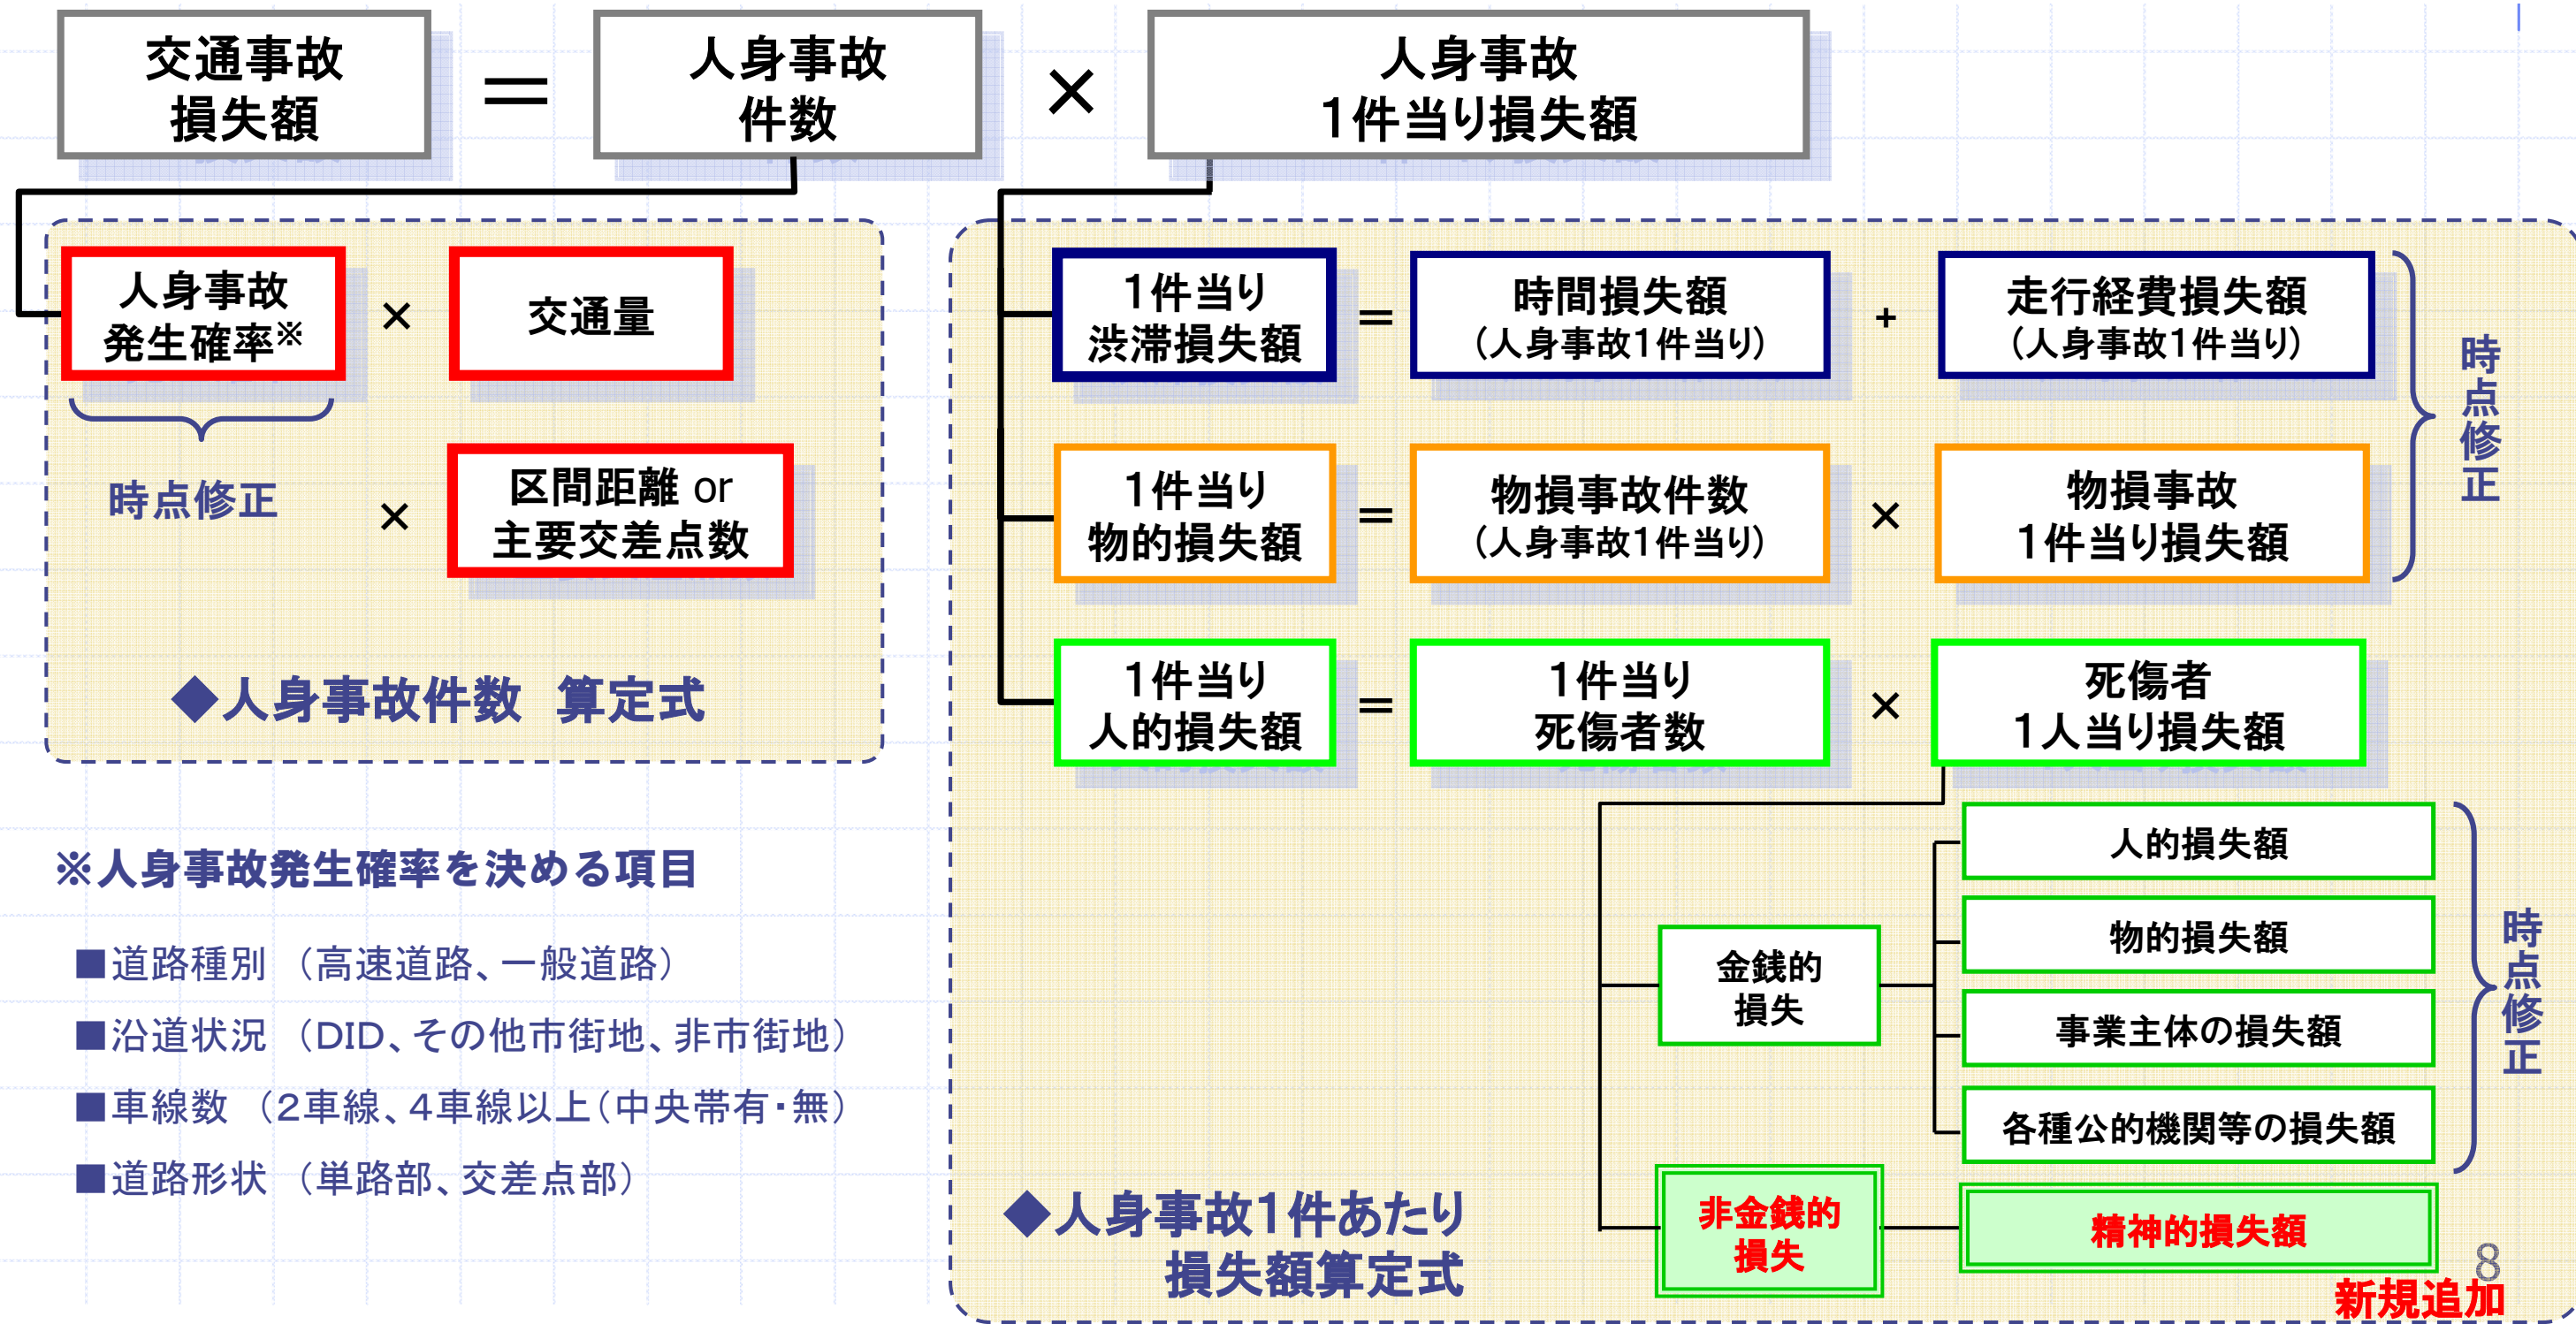 交通事故
損失額
＝
人身事故
件数
×
人身事故
1件当り損失額
人身事故
発生確率※
×
交通量
時点修正
×
区間距離 or
主要交差点数
◆人身事故件数　算定式
※人身事故発生確率を決める項目
■道路種別 （高速道路、一般道路）
■沿道状況 （DID、その他市街地、非市街地）
■車線数 （2車線、4車線以上（中央帯有・無）
■道路形状 （単路部、交差点部）
1件当り
渋滞損失額
＝
時間損失額
（人身事故1件当り）
+
走行経費損失額
（人身事故1件当り）
1件当り
物的損失額
＝
物損事故件数
（人身事故1件当り）
×
物損事故
1件当り損失額
時点修正
1件当り
人的損失額
＝
1件当り
死傷者数
×
死傷者
1人当り損失額
金銭的
損失
人的損失額
物的損失額
事業主体の損失額
各種公的機関等の損失額
時点修正
非金銭的
損失
精神的損失額
新規追加
◆人身事故1件あたり
損失額算定式
8